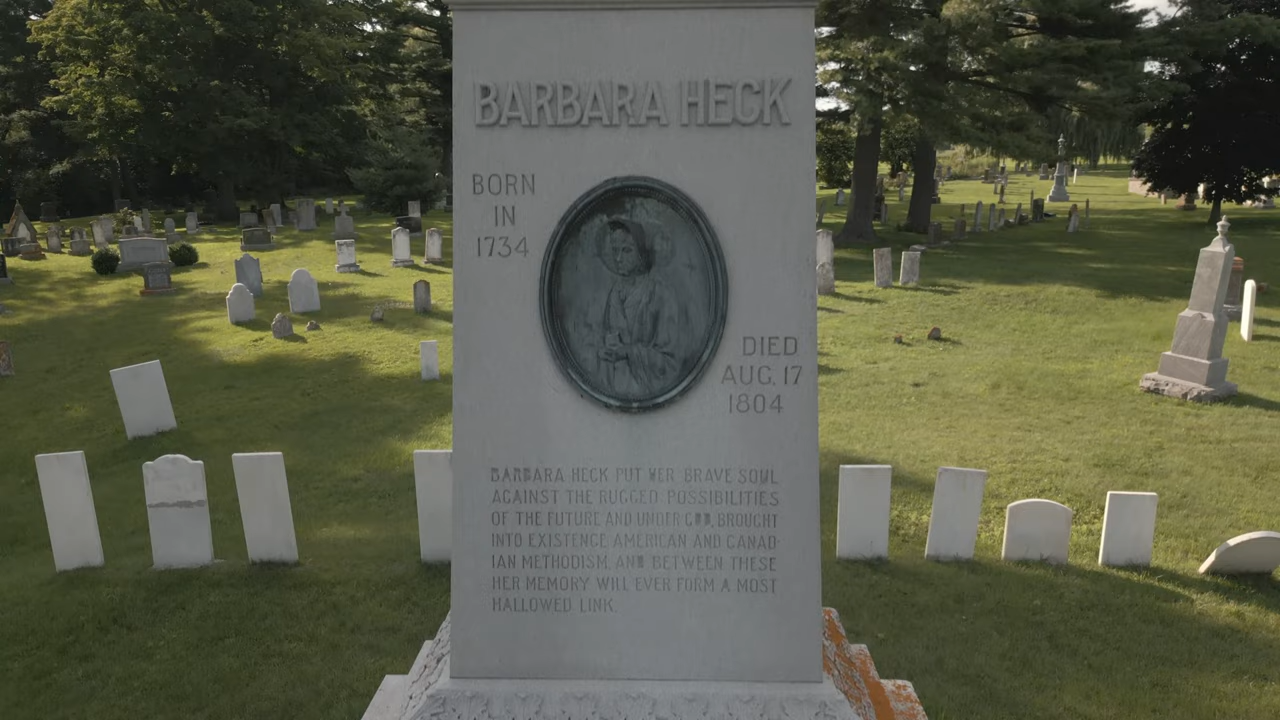 BARBARA HECK
BORN
IN
1734
DIED
AUG. 17
1804
BARBARA HECK PUT HER BRAVE SOUL
AGAINST THE RUGGED POSSIBILITIES
OF THE FUTURE AND UNDER GOD, BROUGHT
INTO EXISTENCE AMERICAN AND CANAD-
IAN METHODISM, AND BETWEEN THESE
HER MEMORY WILL EVER FORM A MOST
HALLOWED LINK.